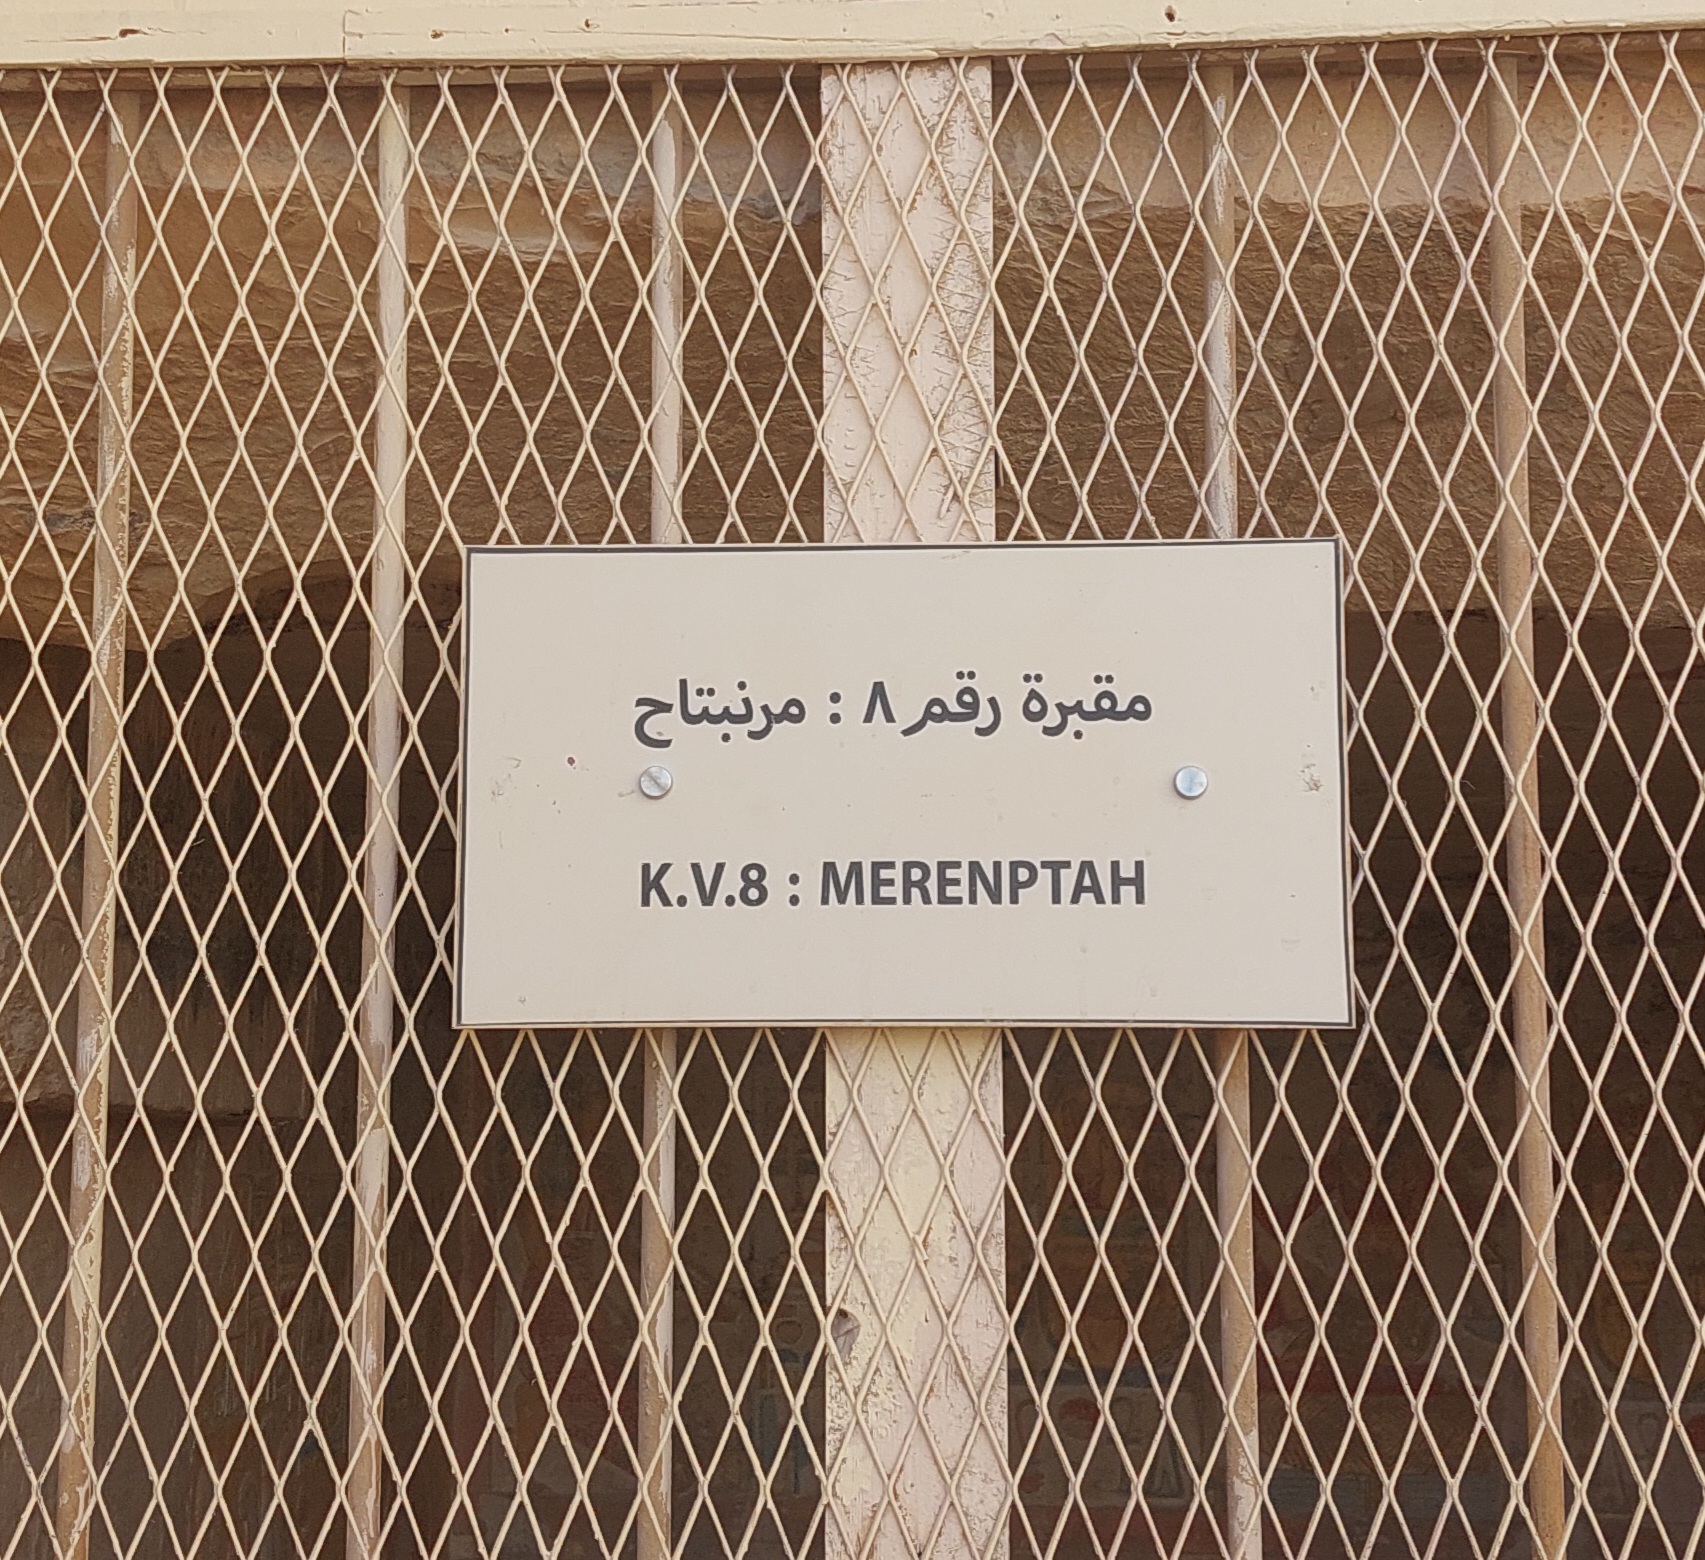 مقبرة رقم ٨ : مرنبتاح
K.V.8 : MERENPTAH